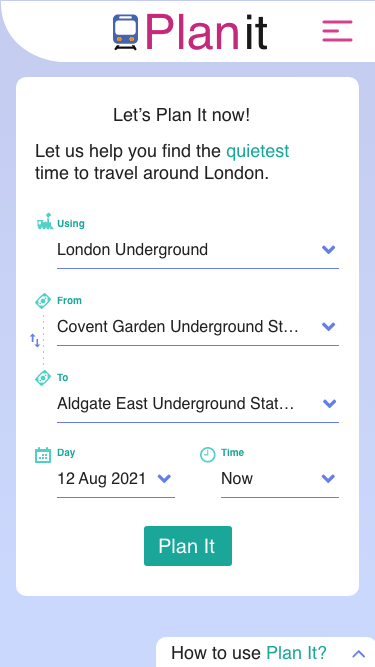 Plan it
Let's Plan It now!
Let us help you find the quietest
time to travel around London.
Using
London Underground
From
Covent Garden Underground St...
To
Aldgate East Underground Stat...
Day
Time
12 Aug 2021
Now
Plan It
How to use Plan It?